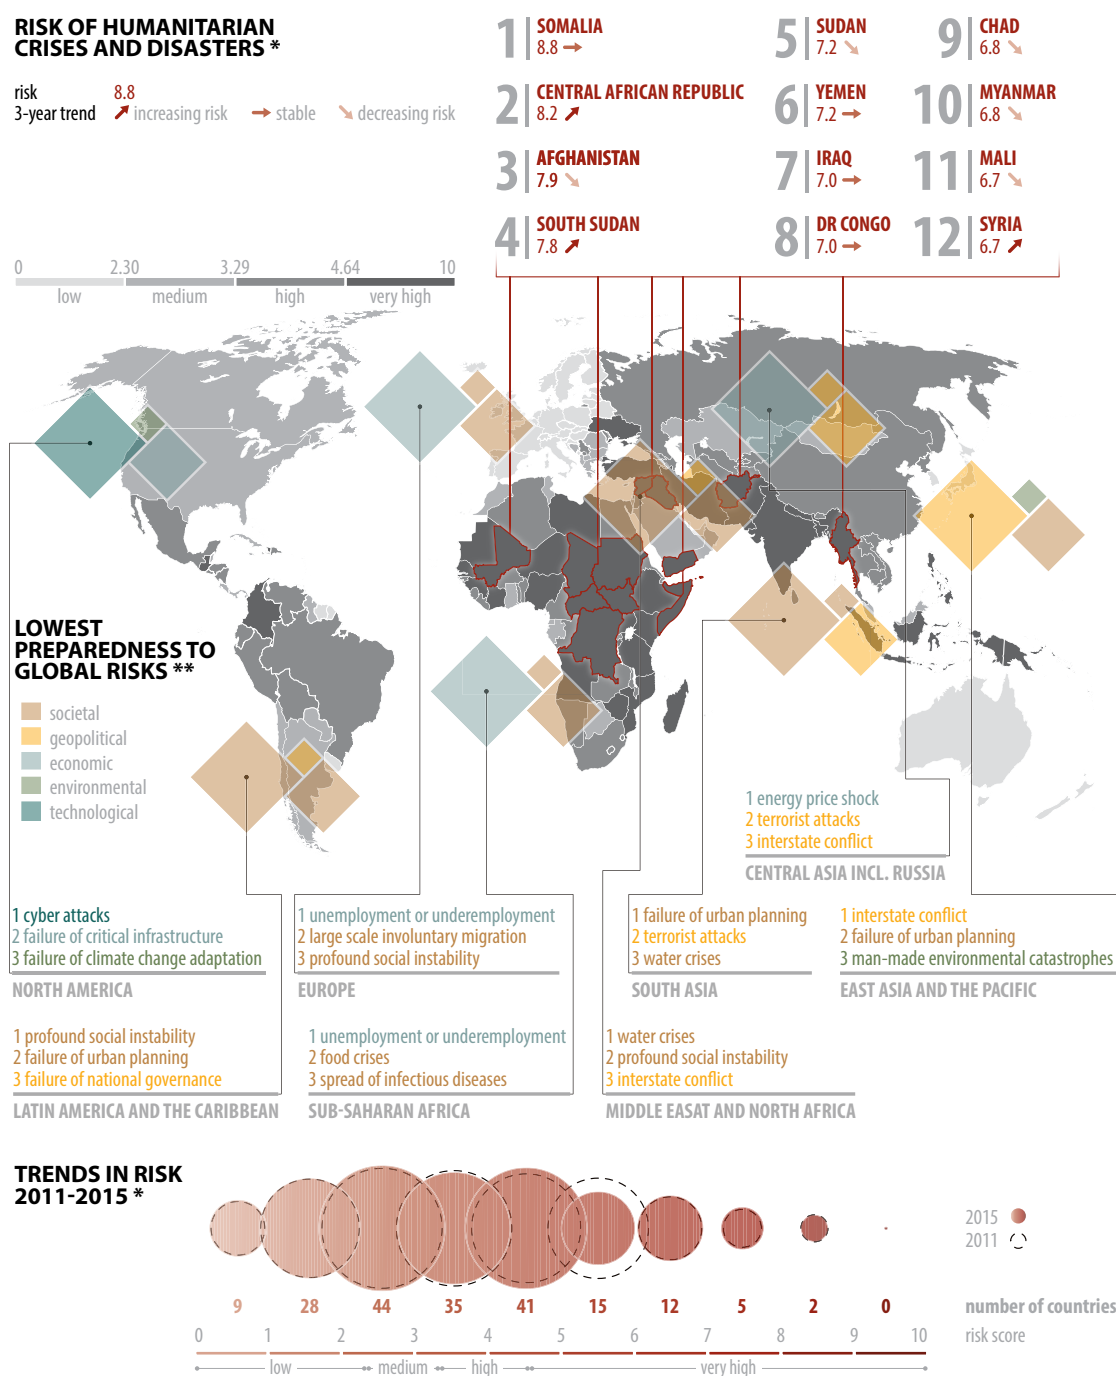 RISK OF HUMANITARIAN
CRISES AND DISASTERS *
risk 8.8
3-year trend increasing risk stable decreasing risk
1 SOMALIA
8.8
2 CENTRAL AFRICAN REPUBLIC
8.2
3 AFGHANISTAN
7.9
4 SOUTH SUDAN
7.8
5 SUDAN
7.2
6 YEMEN
7.2
7 IRAQ
7.0
8 DR CONGO
7.0
9 CHAD
6.8
10 MYANMAR
6.8
11 MALI
6.7
12 SYRIA
6.7
0 2.30 3.29 4.64 10
low medium high very high
LOWEST
PREPAREDNESS TO
GLOBAL RISKS **
societal
geopolitical
economic
environmental
technological
1 energy price shock
2 terrorist attacks
3 interstate conflict
CENTRAL ASIA INCL. RUSSIA
1 cyber attacks
2 failure of critical infrastructure
3 failure of climate change adaptation
NORTH AMERICA
1 unemployment or underemployment
2 large scale involuntary migration
3 profound social instability
EUROPE
1 failure of urban planning
2 terrorist attacks
3 water crises
SOUTH ASIA
1 interstate conflict
2 failure of urban planning
3 man-made environmental catastrophes
EAST ASIA AND THE PACIFIC
1 profound social instability
2 failure of urban planning
3 failure of national governance
LATIN AMERICA AND THE CARIBBEAN
1 unemployment or underemployment
2 food crises
3 spread of infectious diseases
SUB-SAHARAN AFRICA
1 water crises
2 profound social instability
3 interstate conflict
MIDDLE EASAT AND NORTH AFRICA
TRENDS IN RISK
2011-2015 *
2015
2011
9 28 44 35 41 15 12 5 2 0 number of countries
0 1 2 3 4 5 6 7 8 9 10 risk score
low medium high very high